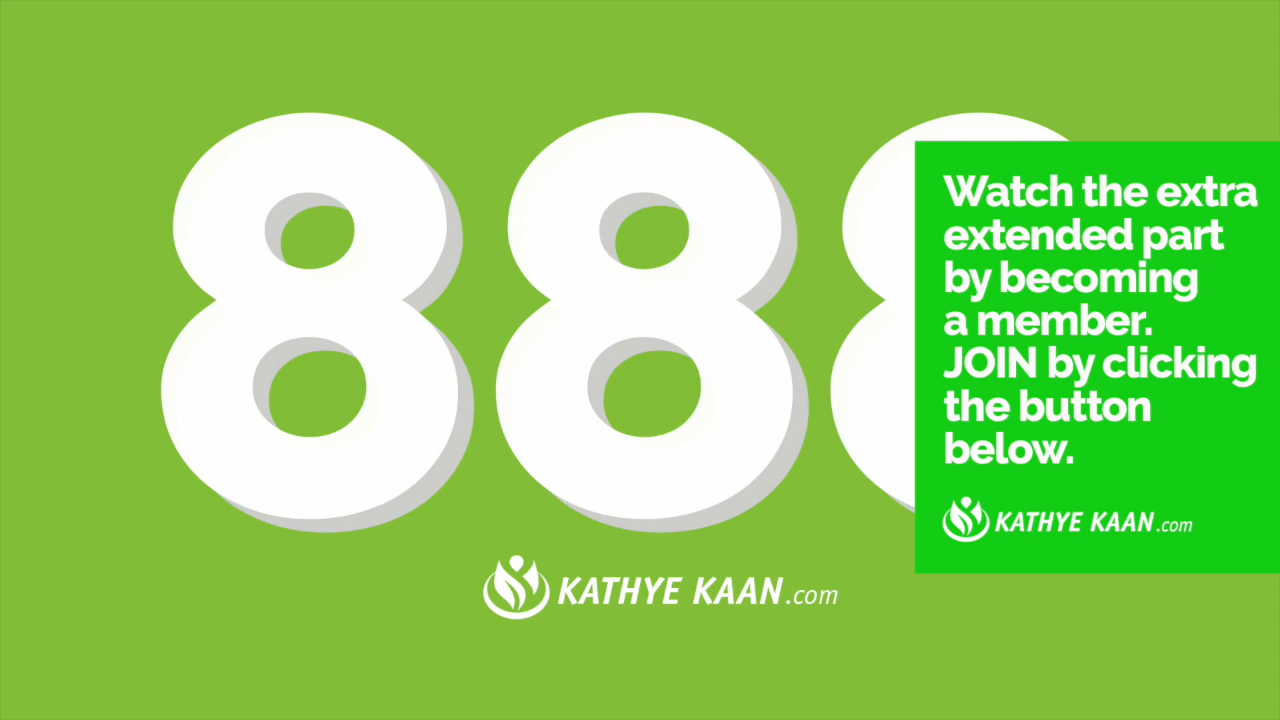 888
KATHYE KAAN.com
Watch the extra
extended part
by becoming
a member.
JOIN by clicking
the button
below.
KATHYE KAAN.com